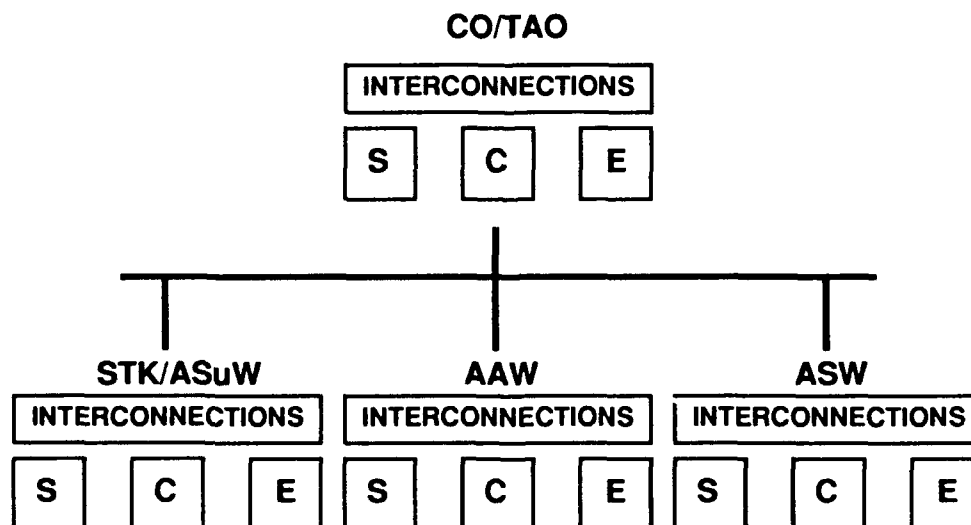 CO/TAO
INTERCONNECTIONS
S C E
STK/ASuW AAW ASW
INTERCONNECTIONS INTERCONNECTIONS INTERCONNECTIONS
S C E S C E S C E